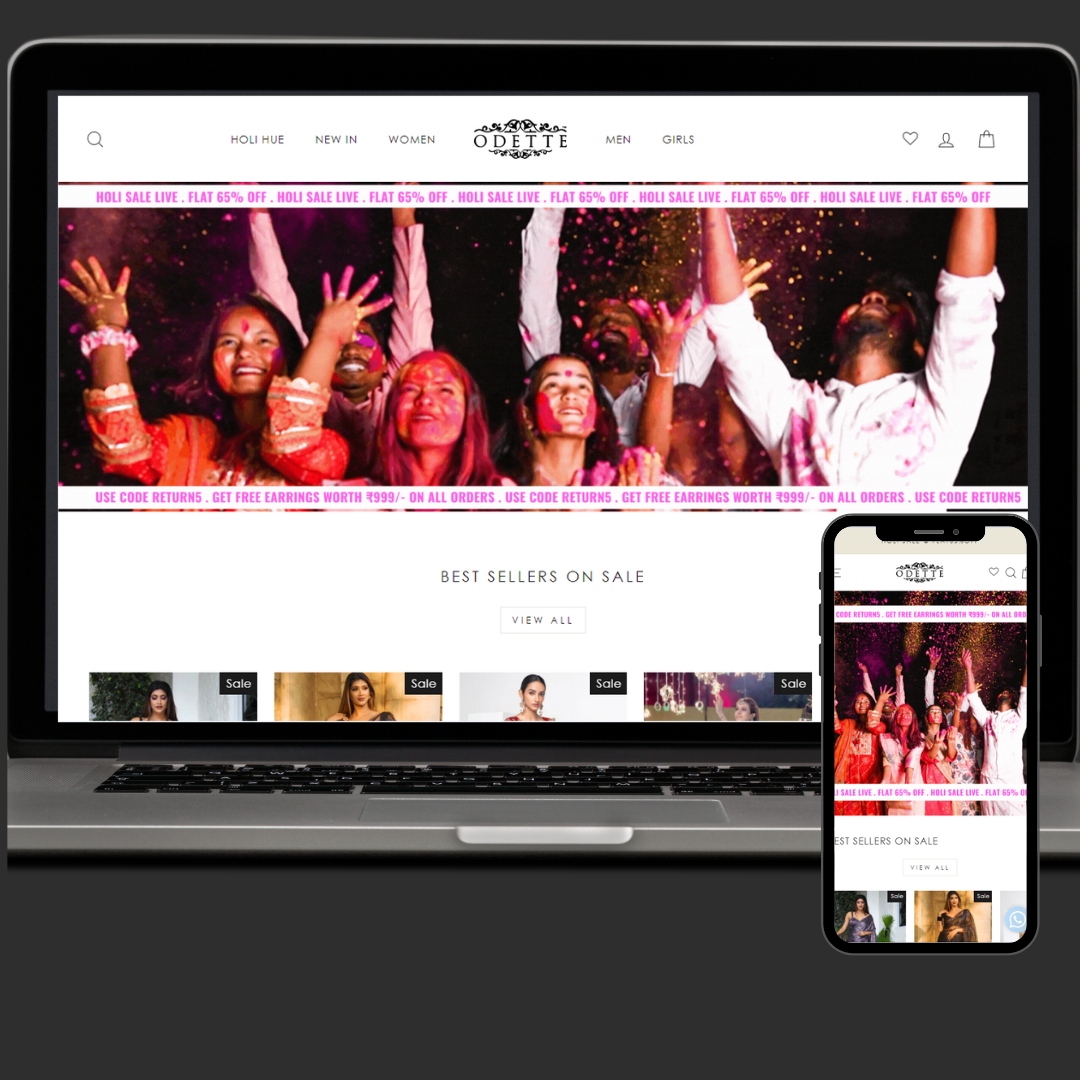 HOLI HUE NEW IN WOMEN ODETTE MEN GIRLS
HOLI SALE LIVE . FLAT 65% OFF . HOLI SALE LIVE . FLAT 65% OFF . HOLI SALE LIVE . FLAT 65% OFF . HOLI SALE LIVE . FLAT 65% OFF . HOLI SALE LIVE . FLAT 65% OFF
USE CODE RETURN5 . GET FREE EARRINGS WORTH ₹999/- ON ALL ORDERS . USE CODE RETURN5 . GET FREE EARRINGS WORTH ₹999/- ON ALL ORDERS . USE CODE RETURN5
BEST SELLERS ON SALE
VIEW ALL
Sale Sale Sale Sale
ODETTE
CODE RETURN5 . GET FREE EARRINGS WORTH ₹999/- ON ALL ORD
SALE LIVE . FLAT 65% OFF . HOLI SALE LIVE . FLAT 65% O
EST SELLERS ON SALE
VIEW ALL
Sale Sale